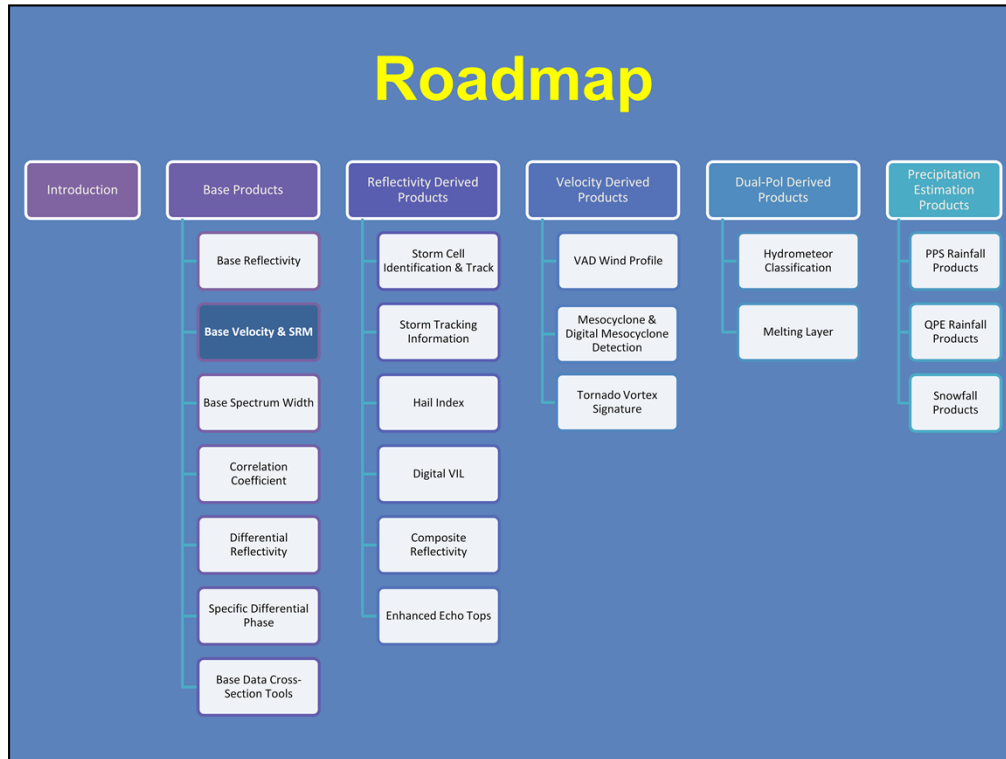 Roadmap
Introduction
Base Products
Base Reflectivity
Base Velocity & SRM
Base Spectrum Width
Correlation
Coefficient
Differential
Reflectivity
Specific Differential
Phase
Base Data Cross-
Section Tools
Reflectivity Derived
Products
Storm Cell
Identification & Track
Storm Tracking
Information
Hail Index
Digital VIL
Composite
Reflectivity
Enhanced Echo Tops
Velocity Derived
Products
VAD Wind Profile
Mesocyclone &
Digital Mesocyclone
Detection
Tornado Vortex
Signature
Dual-Pol Derived
Products
Hydrometeor
Classification
Melting Layer
Precipitation
Estimation
Products
PPS Rainfall
Products
QPE Rainfall
Products
Snowfall
Products